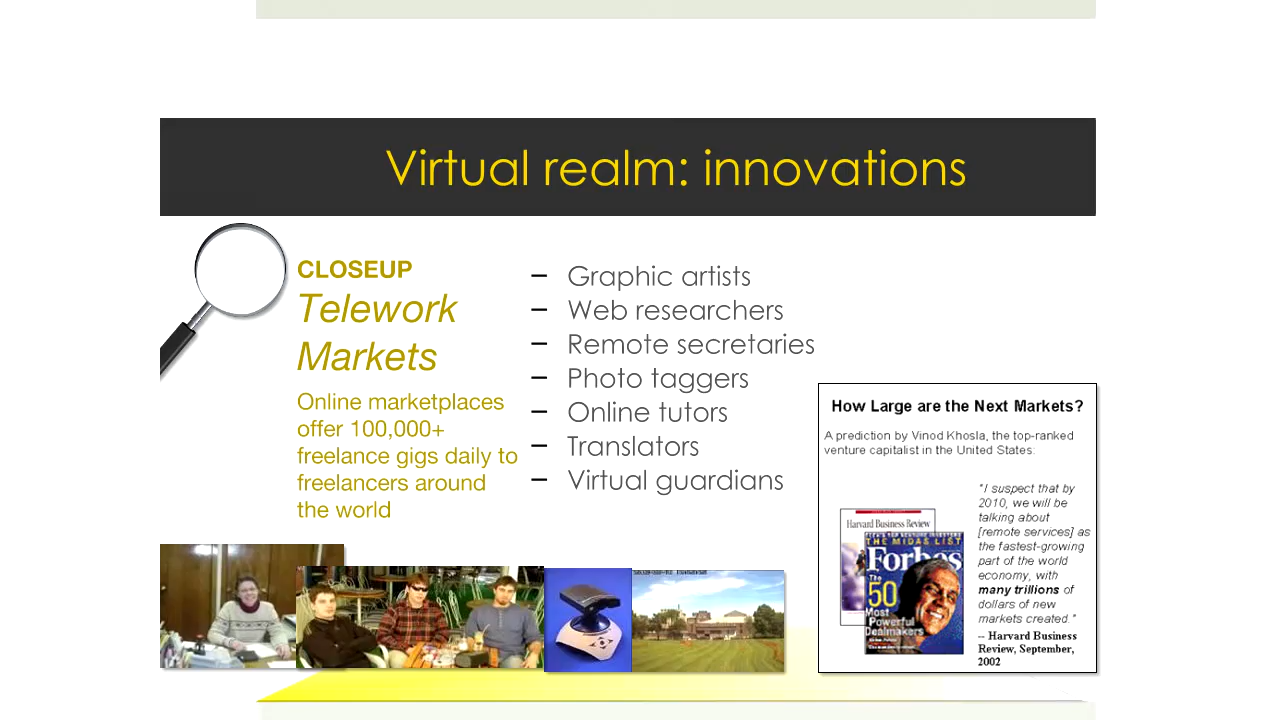 Virtual realm: innovations
CLOSEUP
Telework
Markets
Online marketplaces
offer 100,000+
freelance gigs daily to
freelancers around
the world
– Graphic artists
– Web researchers
– Remote secretaries
– Photo taggers
– Online tutors
– Translators
– Virtual guardians
How Large are the Next Markets?
A prediction by Vinod Khosla, the top-ranked
venture capitalist in the United States:
"I suspect that by
2010, we will be
talking about
[remote services] as
the fastest-growing
part of the world
economy, with
many trillions of
dollars of new
markets created."
-- Harvard Business
Review, September,
2002
Harvard Business Review
THE MIDAS LIST
Forbes
The
50
Most
Powerful
Dealmakers